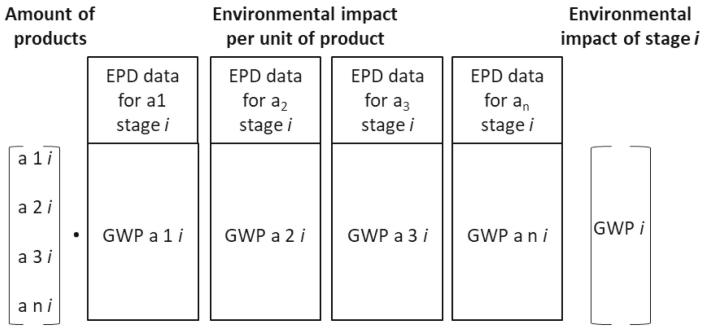 Amount of
products
Environmental impact
per unit of product
Environmental
impact of stage i
EPD data
for a1
stage i
EPD data
for a2
stage i
EPD data
for a3
stage i
EPD data
for an
stage i
a 1 i
a 2 i
a 3 i
a n i
·
GWP a 1 i
GWP a 2 i
GWP a 3 i
GWP a n i
GWP i